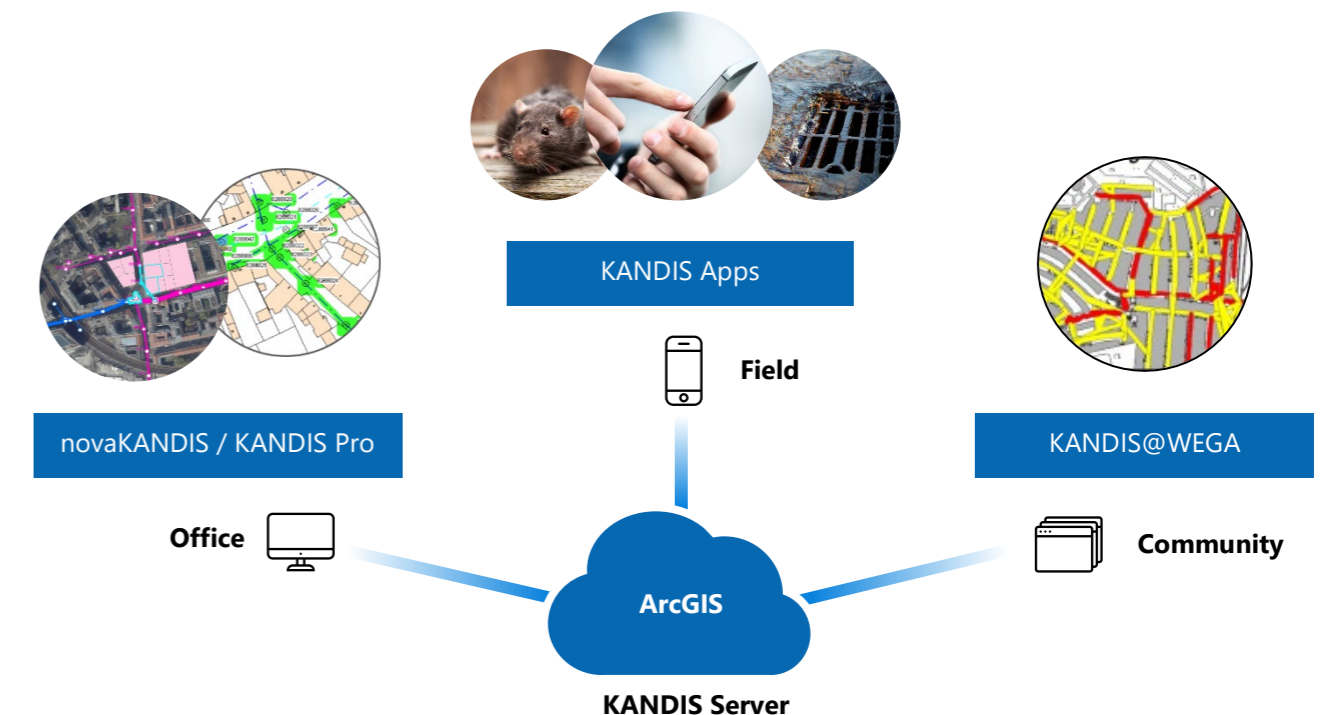 KANDIS Apps
Field
novaKANDIS / KANDIS Pro
KANDIS@WEGA
Office
Community
ArcGIS
KANDIS Server